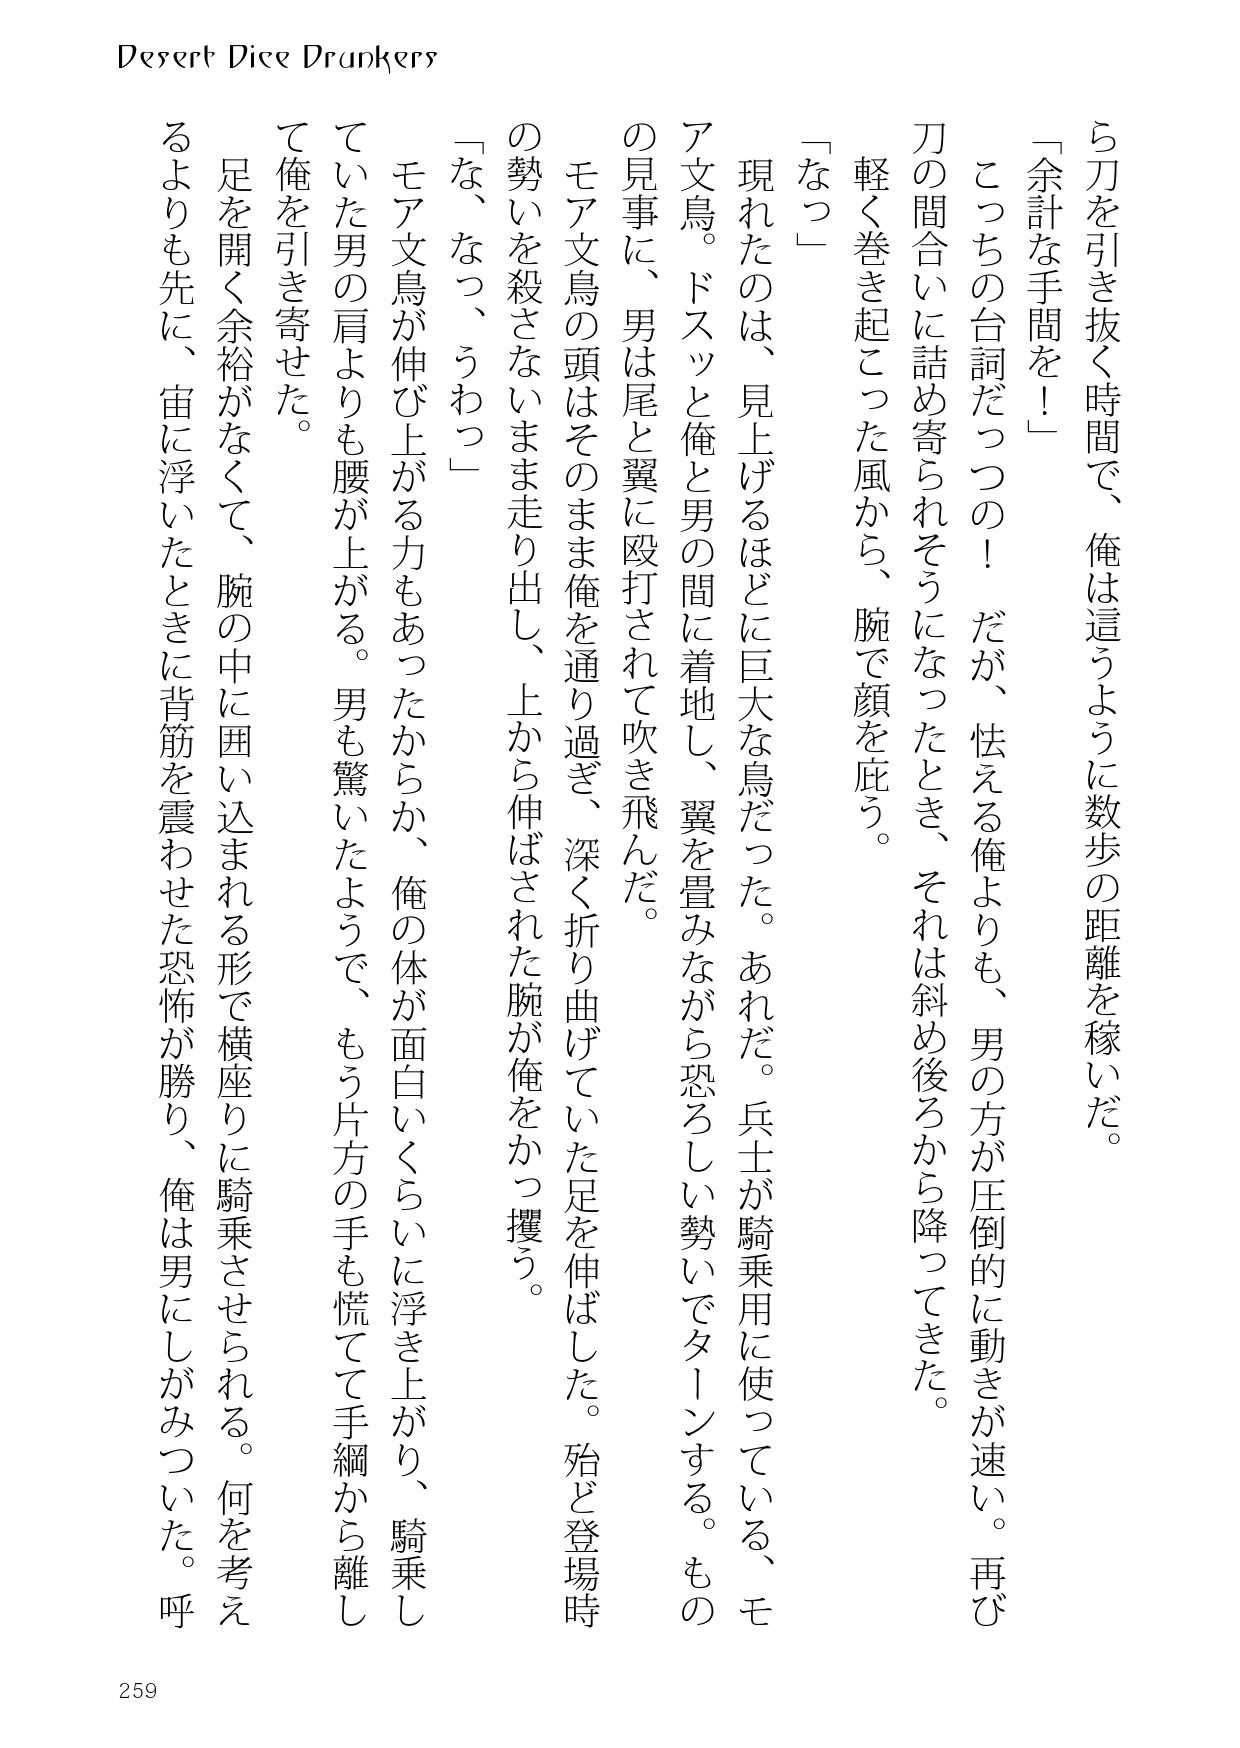 Desert Dice Drunkers
ら刀を引き抜く時間で、俺は這うように数歩の距離を稼いだ。
「余計な手間を！」
　こっちの台詞だっつの！　だが、怯える俺よりも、男の方が圧倒的に動きが速い。再び
刀の間合いに詰め寄られそうになったとき、それは斜め後ろから降ってきた。
　軽く巻き起こった風から、腕で顔を庇う。
「なっ」
　現れたのは、見上げるほどに巨大な鳥だった。あれだ。兵士が騎乗用に使っている、モ
ア文鳥。ドスッと俺と男の間に着地し、翼を畳みながら恐ろしい勢いでターンする。もの
の見事に、男は尾と翼に殴打されて吹き飛んだ。
　モア文鳥の頭はそのまま俺を通り過ぎ、深く折り曲げていた足を伸ばした。殆ど登場時
の勢いを殺さないまま走り出し、上から伸ばされた腕が俺をかっ攫う。
「な、なっ、うわっ」
　モア文鳥が伸び上がる力もあったからか、俺の体が面白いくらいに浮き上がり、騎乗し
ていた男の肩よりも腰が上がる。男も驚いたようで、もう片方の手も慌てて手綱から離し
て俺を引き寄せた。
　足を開く余裕がなくて、腕の中に囲い込まれる形で横座りに騎乗させられる。何を考え
るよりも先に、宙に浮いたときに背筋を震わせた恐怖が勝り、俺は男にしがみついた。呼
259